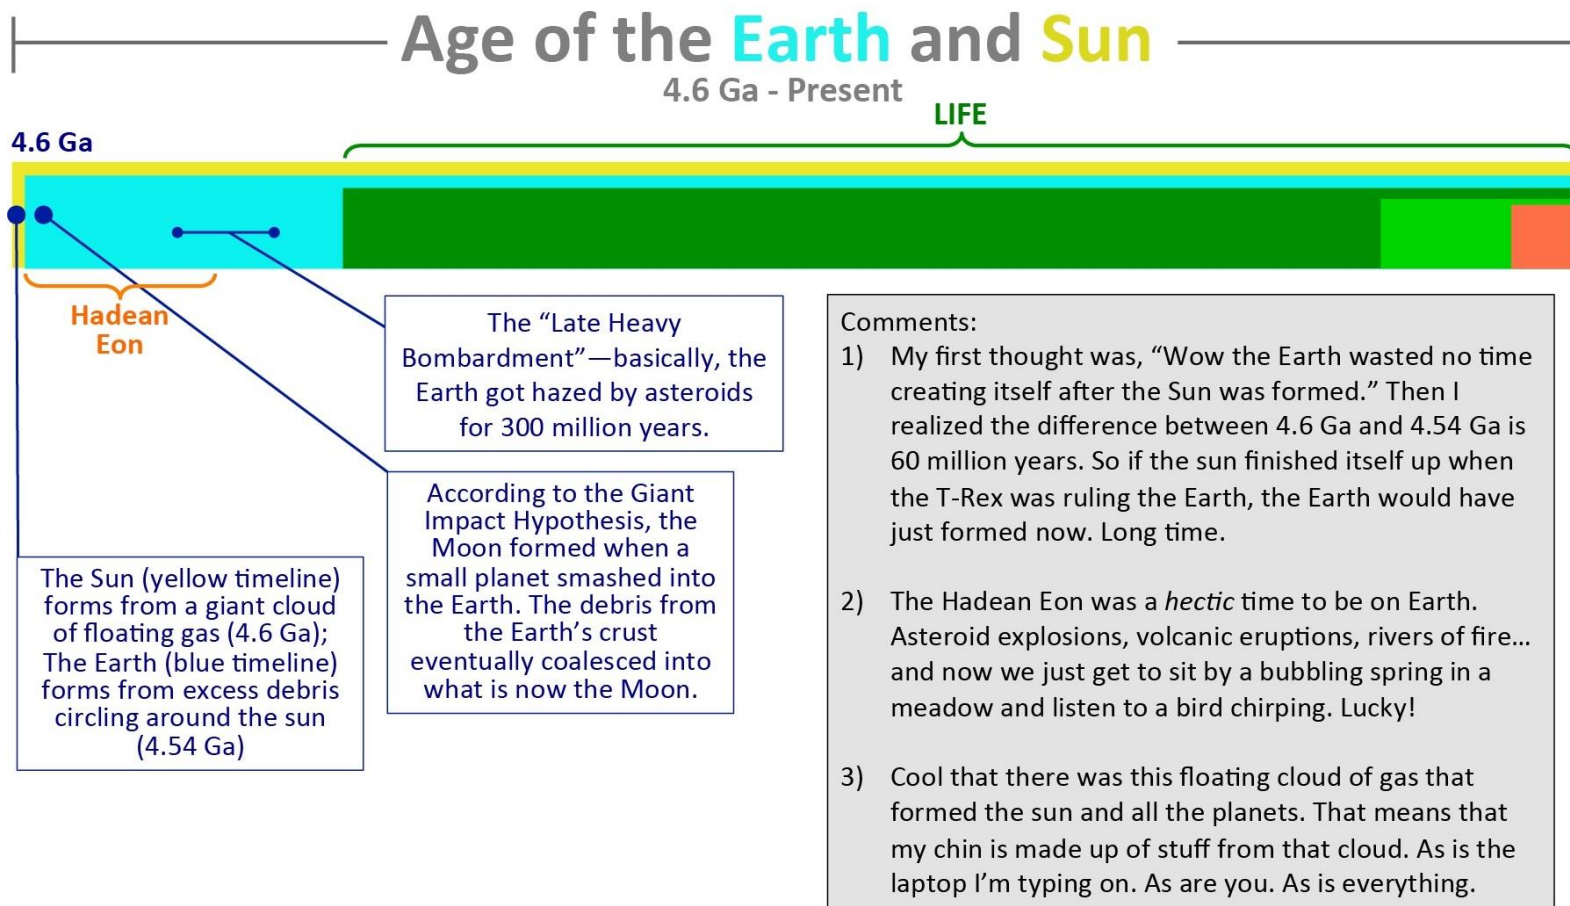 Age of the Earth and Sun
4.6 Ga - Present
LIFE
4.6 Ga
Hadean
Eon
The “Late Heavy
Bombardment”—basically, the
Earth got hazed by asteroids
for 300 million years.
According to the Giant
Impact Hypothesis, the
Moon formed when a
small planet smashed into
the Earth. The debris from
the Earth’s crust
eventually coalesced into
what is now the Moon.
The Sun (yellow timeline)
forms from a giant cloud
of floating gas (4.6 Ga);
The Earth (blue timeline)
forms from excess debris
circling around the sun
(4.54 Ga)
Comments:
1) My first thought was, “Wow the Earth wasted no time
creating itself after the Sun was formed.” Then I
realized the difference between 4.6 Ga and 4.54 Ga is
60 million years. So if the sun finished itself up when
the T-Rex was ruling the Earth, the Earth would have
just formed now. Long time.
2) The Hadean Eon was a hectic time to be on Earth.
Asteroid explosions, volcanic eruptions, rivers of fire…
and now we just get to sit by a bubbling spring in a
meadow and listen to a bird chirping. Lucky!
3) Cool that there was this floating cloud of gas that
formed the sun and all the planets. That means that
my chin is made up of stuff from that cloud. As is the
laptop I’m typing on. As are you. As is everything.